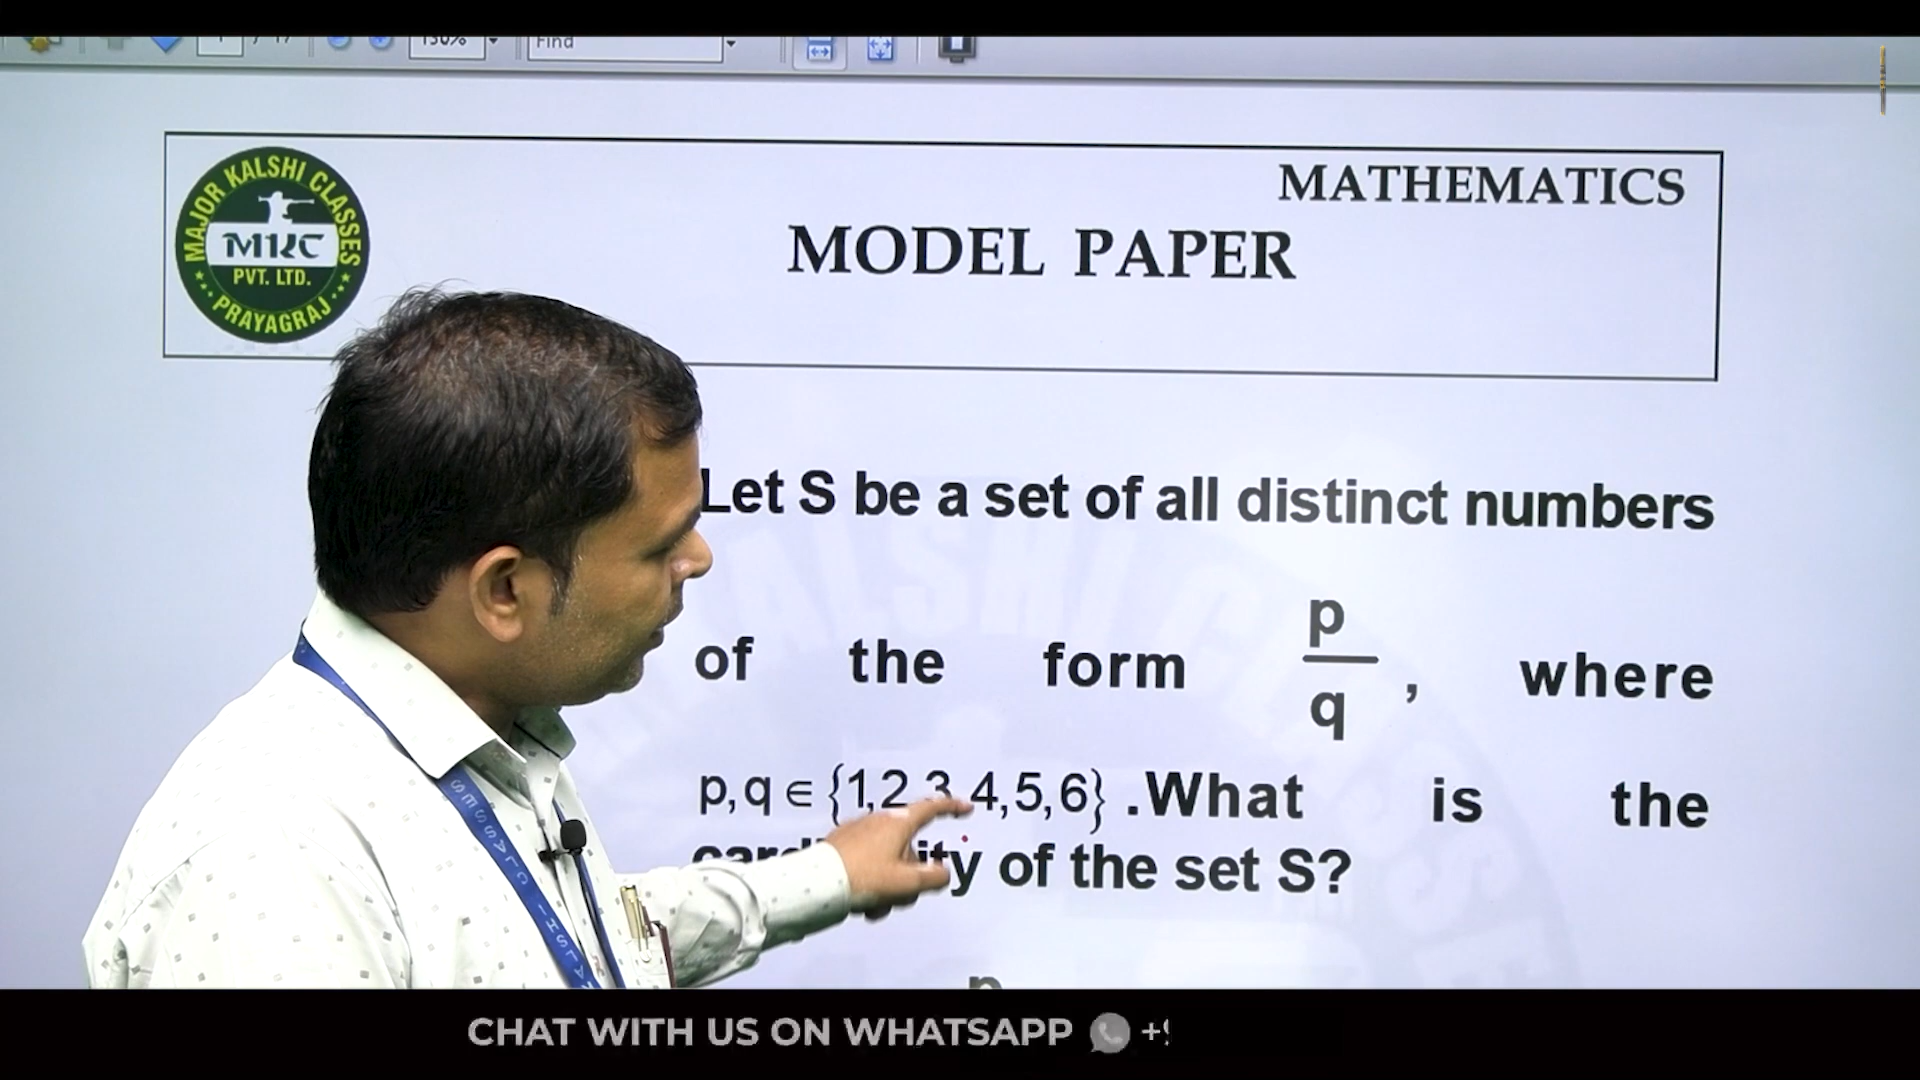 130%
Find
MAJOR KALSHI CLASSES
MKC
PVT. LTD.
PRAYAGRAJ
MATHEMATICS
MODEL PAPER
Let S be a set of all distinct numbers
of the form p/q, where
p, q ∈ {1,2,3,4,5,6}. What is the
of the set S?
p
CHAT WITH US ON WHATSAPP